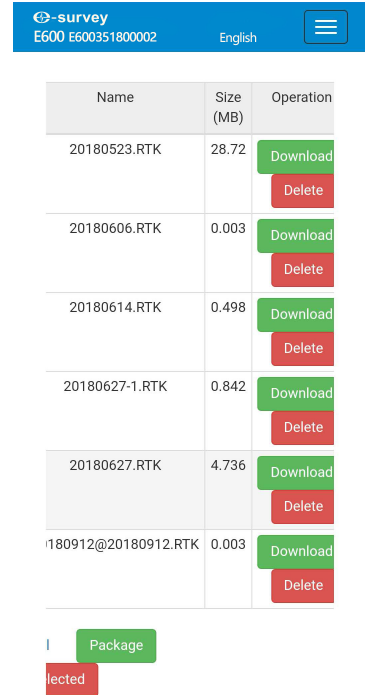 e-survey
E600 E600351800002 English
Name Size (MB) Operation
20180523.RTK 28.72 Download
Delete
20180606.RTK 0.003 Download
Delete
20180614.RTK 0.498 Download
Delete
20180627-1.RTK 0.842 Download
Delete
20180627.RTK 4.736 Download
Delete
0180912@20180912.RTK 0.003 Download
Delete
l Package
lected